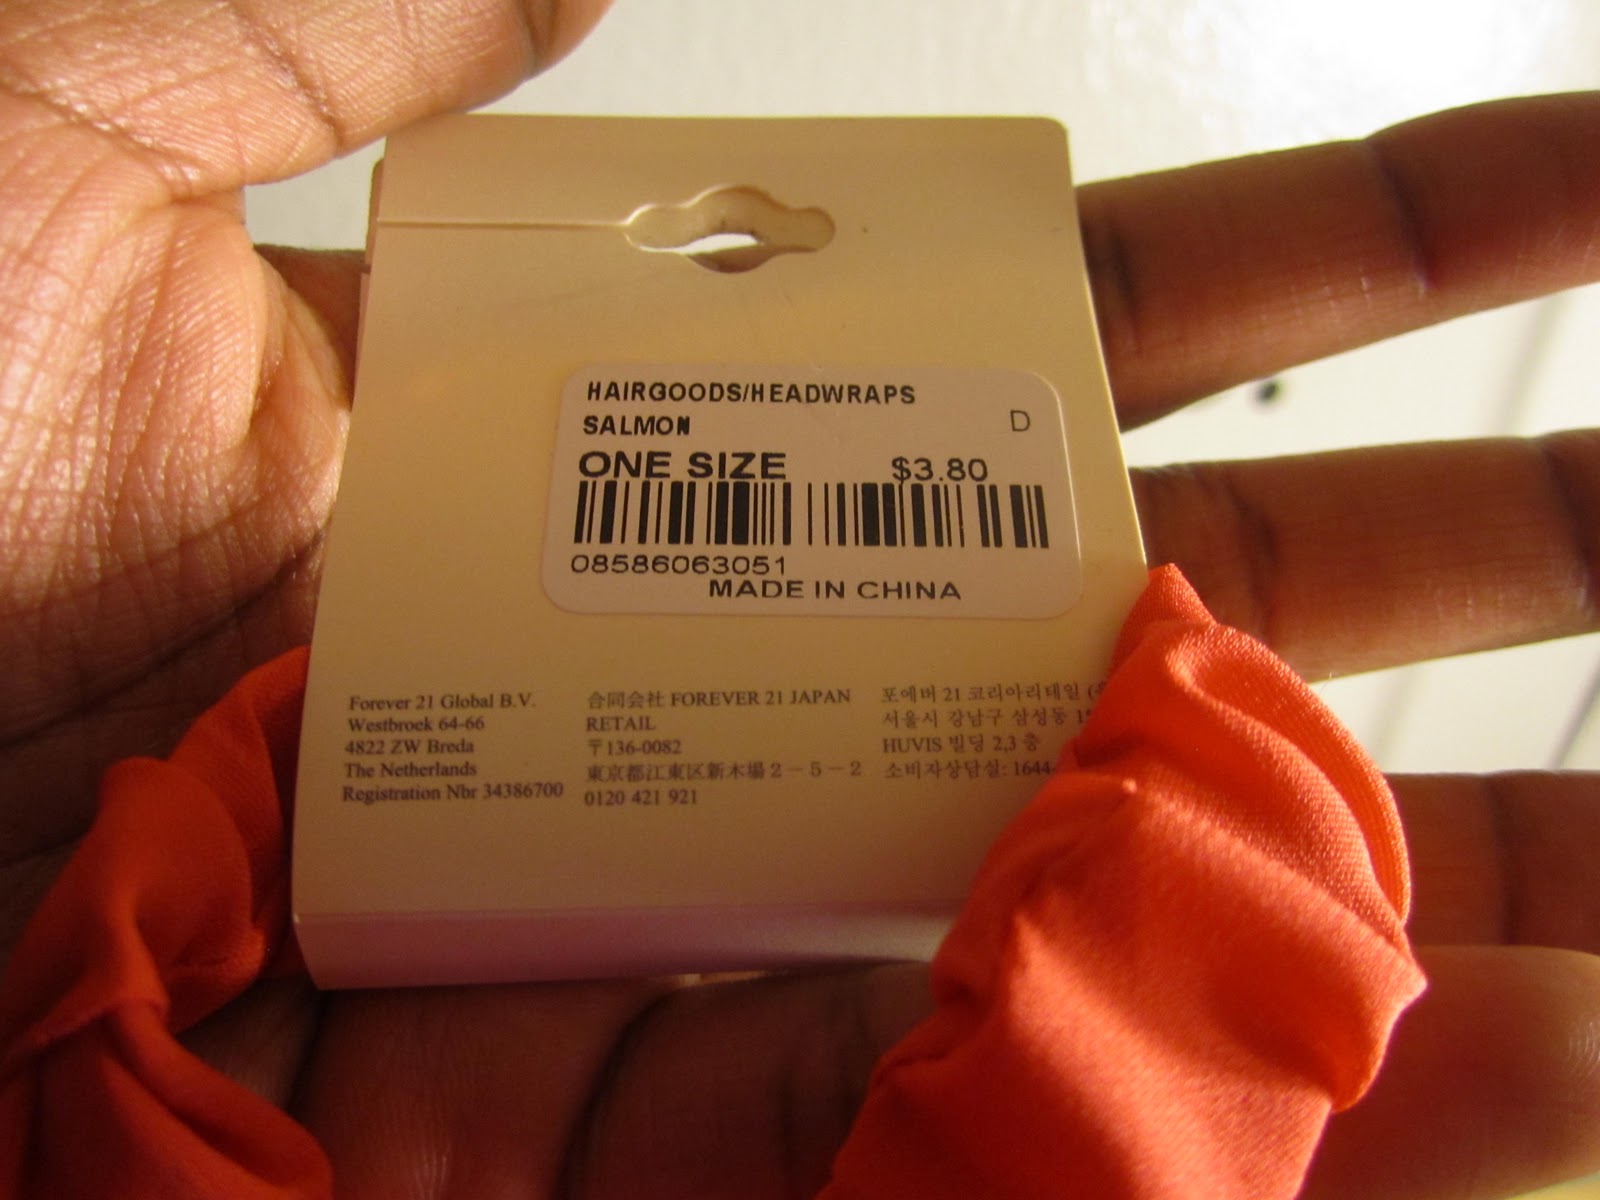 HAIRGOODS/HEADWRAPS
SALMON D
ONE SIZE $3.80
08586063051
MADE IN CHINA
Forever 21 Global B.V.
Westbroek 64-66
4822 ZW Breda
The Netherlands
Registration Nbr 34386700
合同会社 FOREVER 21 JAPAN
RETAIL
〒136-0082
東京都江東区新木場2-5-2
0120 421 921
포에버 21 코리아리테일
서울시 강남구 삼성동
HUVIS 빌딩 2,3 층
소비자상담실: 1644-